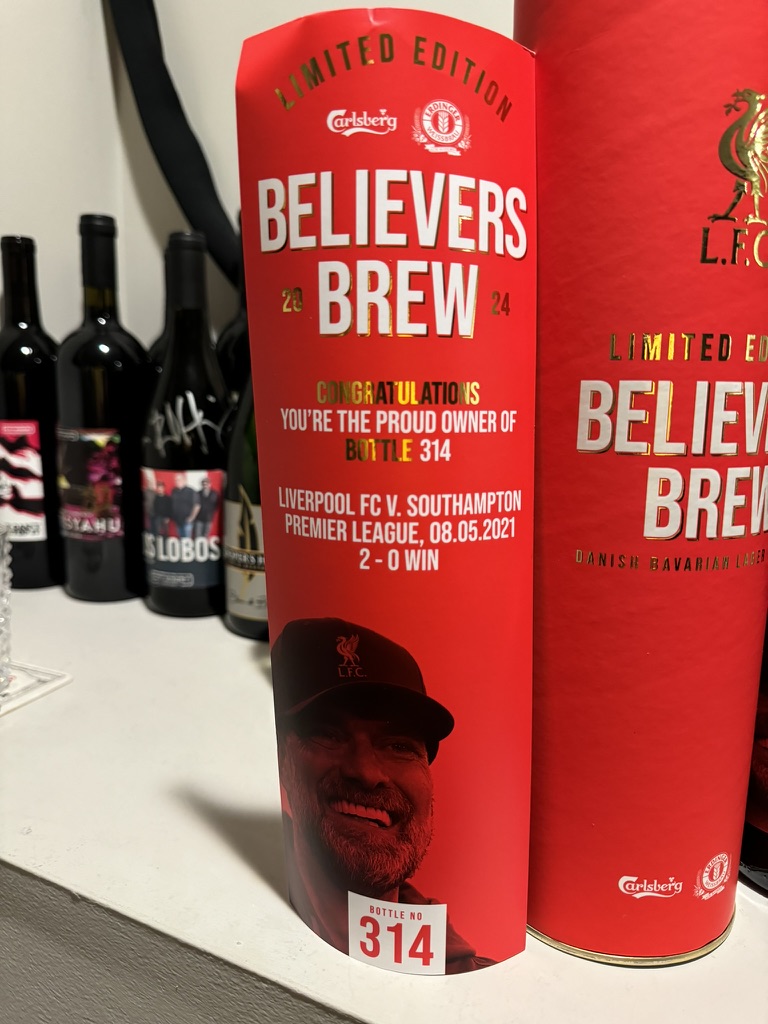 LIMITED EDITION
Carlsberg
ERDINGER
BELIEVERS
BREW
20 24
CONGRATULATIONS
YOU'RE THE PROUD OWNER OF
BOTTLE 314
LIVERPOOL FC V. SOUTHAMPTON
PREMIER LEAGUE, 08.05.2021
2 - 0 WIN
L.F.C.
BOTTLE NO
314
L.F.C
LIMITED ED
BELIEV
BREW
DANISH BAVARIAN LAGER
Carlsberg
SYAHU
S LOBOS